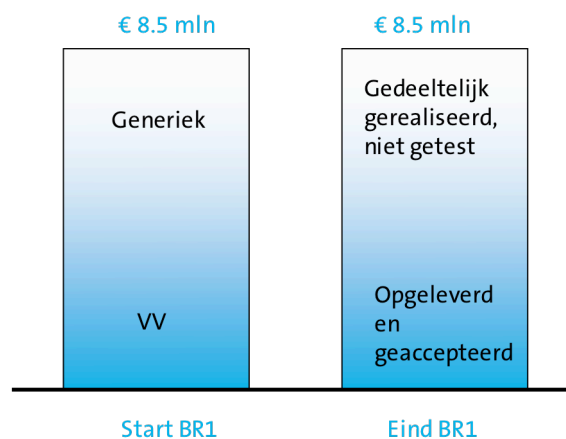 € 8.5 mln
€ 8.5 mln
Generiek
VV
Gedeeltelijk
gerealiseerd,
niet getest
Opgeleverd
en
geaccepteerd
Start BR1
Eind BR1